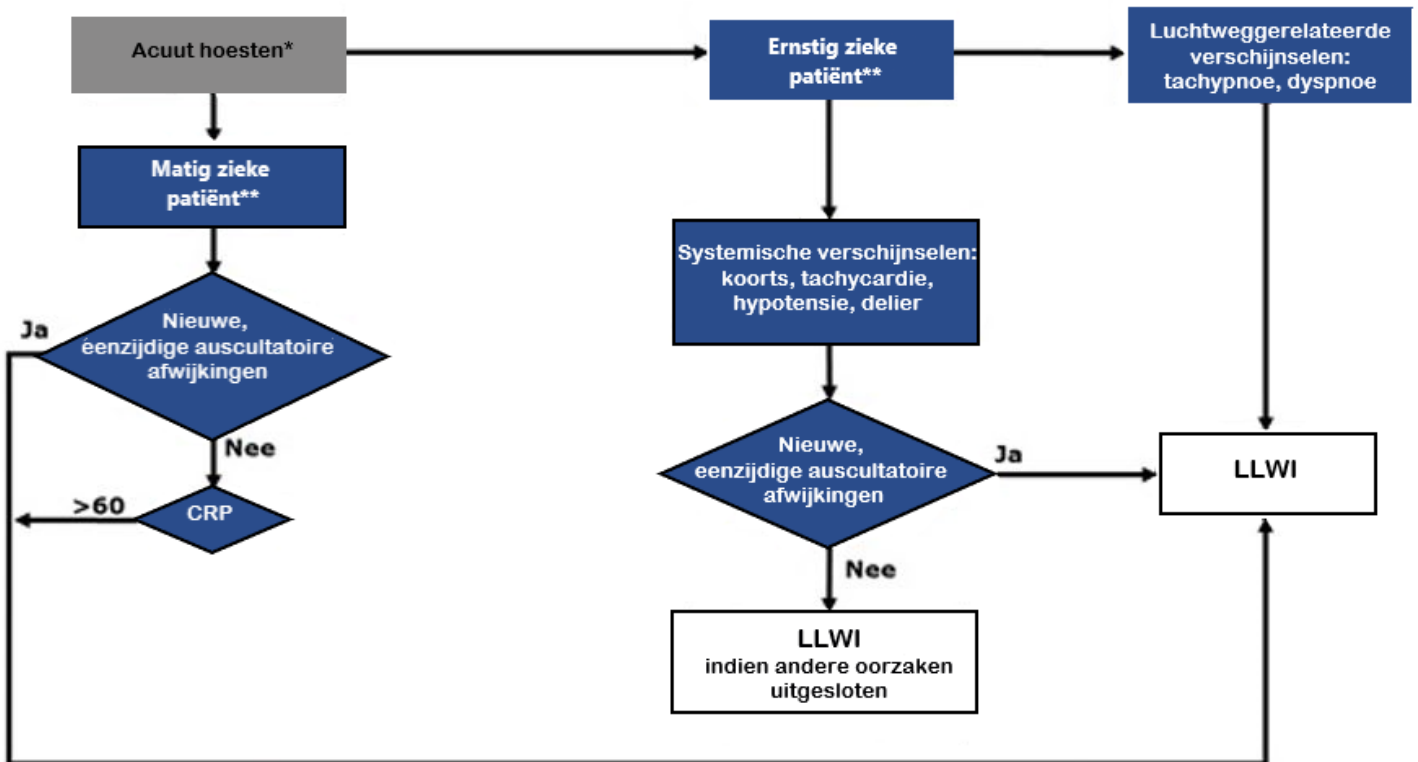 Acuut hoesten*
Ernstig zieke
patiënt**
Luchtweggerelateerde
verschijnselen:
tachypnoe, dyspnoe
Matig zieke
patiënt**
Systemische verschijnselen:
koorts, tachycardie,
hypotensie, delier
Ja
Nieuwe,
eenzijdige auscultatoire
afwijkingen
Nee
>60
CRP
Nieuwe,
eenzijdige auscultatoire
afwijkingen
Ja
LLWI
Nee
LLWI
indien andere oorzaken
uitgesloten